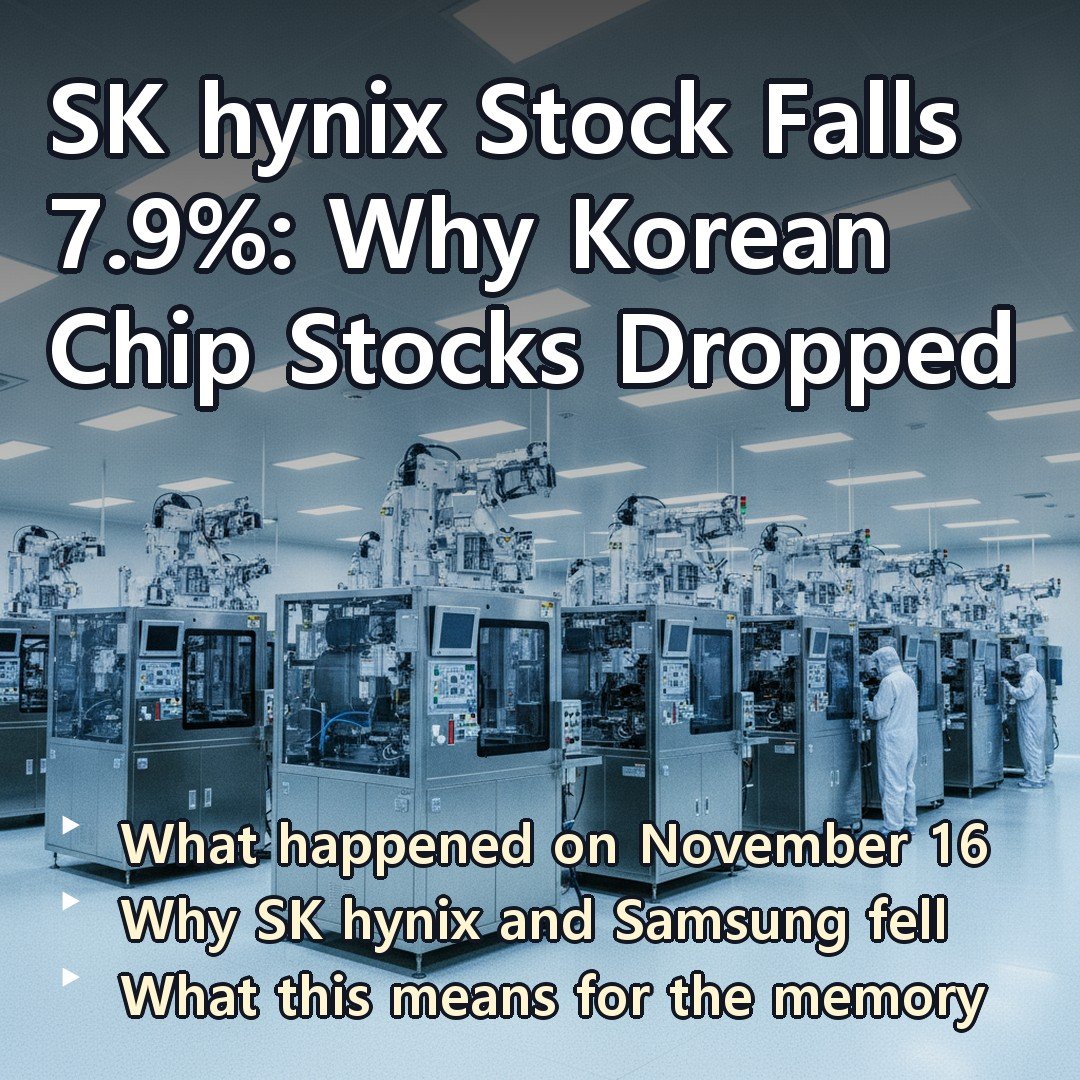 SK hynix Stock Falls
7.9%: Why Korean
Chip Stocks Dropped
What happened on November 16
Why SK hynix and Samsung fell
What this means for the memory